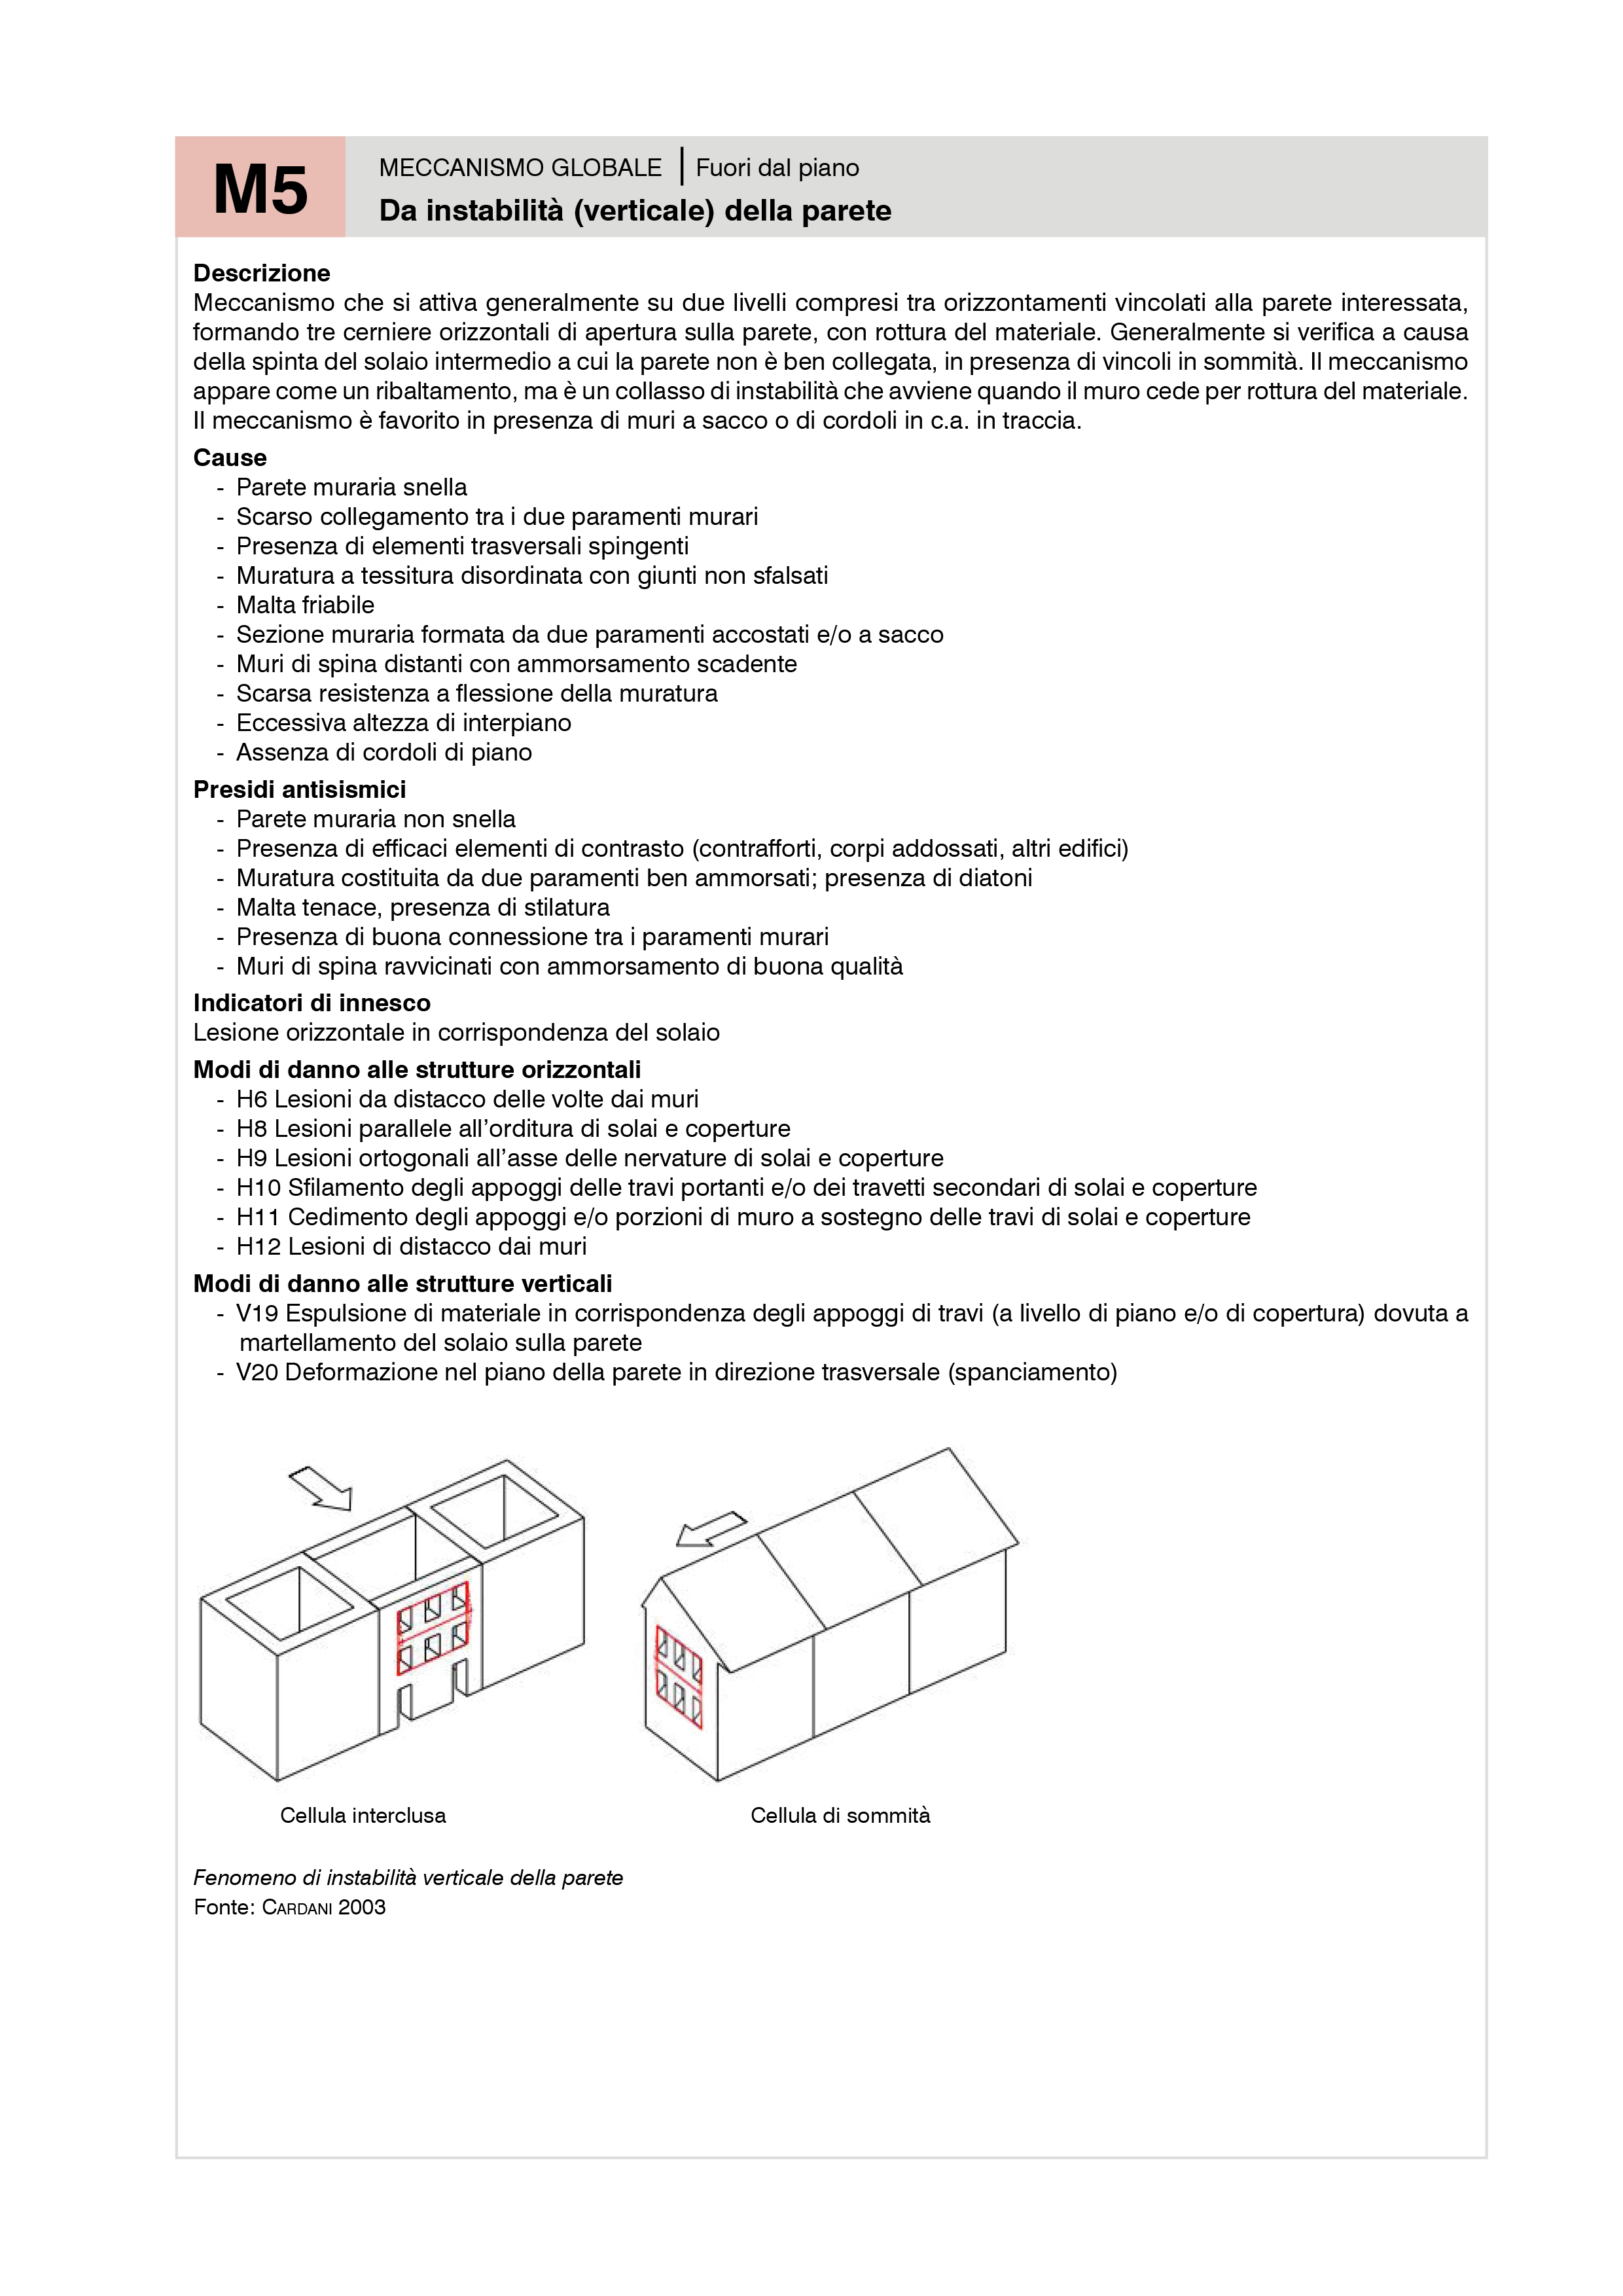 M5
MECCANISMO GLOBALE | Fuori dal piano
Da instabilità (verticale) della parete
Descrizione
Meccanismo che si attiva generalmente su due livelli compresi tra orizzontamenti vincolati alla parete interessata,
formando tre cerniere orizzontali di apertura sulla parete, con rottura del materiale. Generalmente si verifica a causa
della spinta del solaio intermedio a cui la parete non è ben collegata, in presenza di vincoli in sommità. Il meccanismo
appare come un ribaltamento, ma è un collasso di instabilità che avviene quando il muro cede per rottura del materiale.
Il meccanismo è favorito in presenza di muri a sacco o di cordoli in c.a. in traccia.
Cause
- Parete muraria snella
- Scarso collegamento tra i due paramenti murari
- Presenza di elementi trasversali spingenti
- Muratura a tessitura disordinata con giunti non sfalsati
- Malta friabile
- Sezione muraria formata da due paramenti accostati e/o a sacco
- Muri di spina distanti con ammorsamento scadente
- Scarsa resistenza a flessione della muratura
- Eccessiva altezza di interpiano
- Assenza di cordoli di piano
Presidi antisismici
- Parete muraria non snella
- Presenza di efficaci elementi di contrasto (contrafforti, corpi addossati, altri edifici)
- Muratura costituita da due paramenti ben ammorsati; presenza di diatoni
- Malta tenace, presenza di stilatura
- Presenza di buona connessione tra i paramenti murari
- Muri di spina ravvicinati con ammorsamento di buona qualità
Indicatori di innesco
Lesione orizzontale in corrispondenza del solaio
Modi di danno alle strutture orizzontali
- H6 Lesioni da distacco delle volte dai muri
- H8 Lesioni parallele all’orditura di solai e coperture
- H9 Lesioni ortogonali all’asse delle nervature di solai e coperture
- H10 Sfilamento degli appoggi delle travi portanti e/o dei travetti secondari di solai e coperture
- H11 Cedimento degli appoggi e/o porzioni di muro a sostegno delle travi di solai e coperture
- H12 Lesioni di distacco dai muri
Modi di danno alle strutture verticali
- V19 Espulsione di materiale in corrispondenza degli appoggi di travi (a livello di piano e/o di copertura) dovuta a
martellamento del solaio sulla parete
- V20 Deformazione nel piano della parete in direzione trasversale (spanciamento)
Cellula interclusa
Cellula di sommità
Fenomeno di instabilità verticale della parete
Fonte: CARDANI 2003